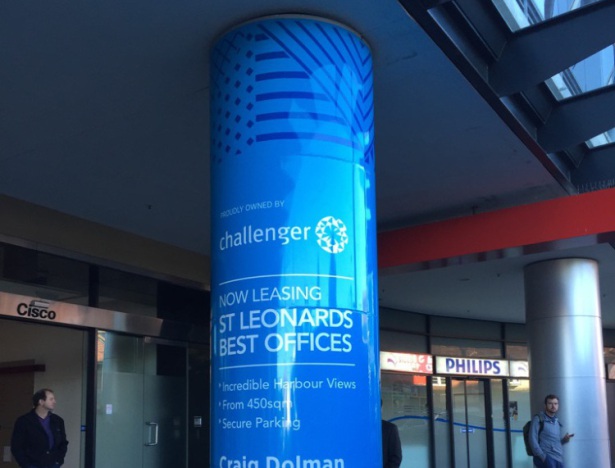 PROUDLY OWNED BY
challenger
NOW LEASING
ST LEONARDS
BEST OFFICES
* Incredible Harbour Views
* From 450sqm
* Secure Parking
Craig Dolman
Cisco
PHILIPS